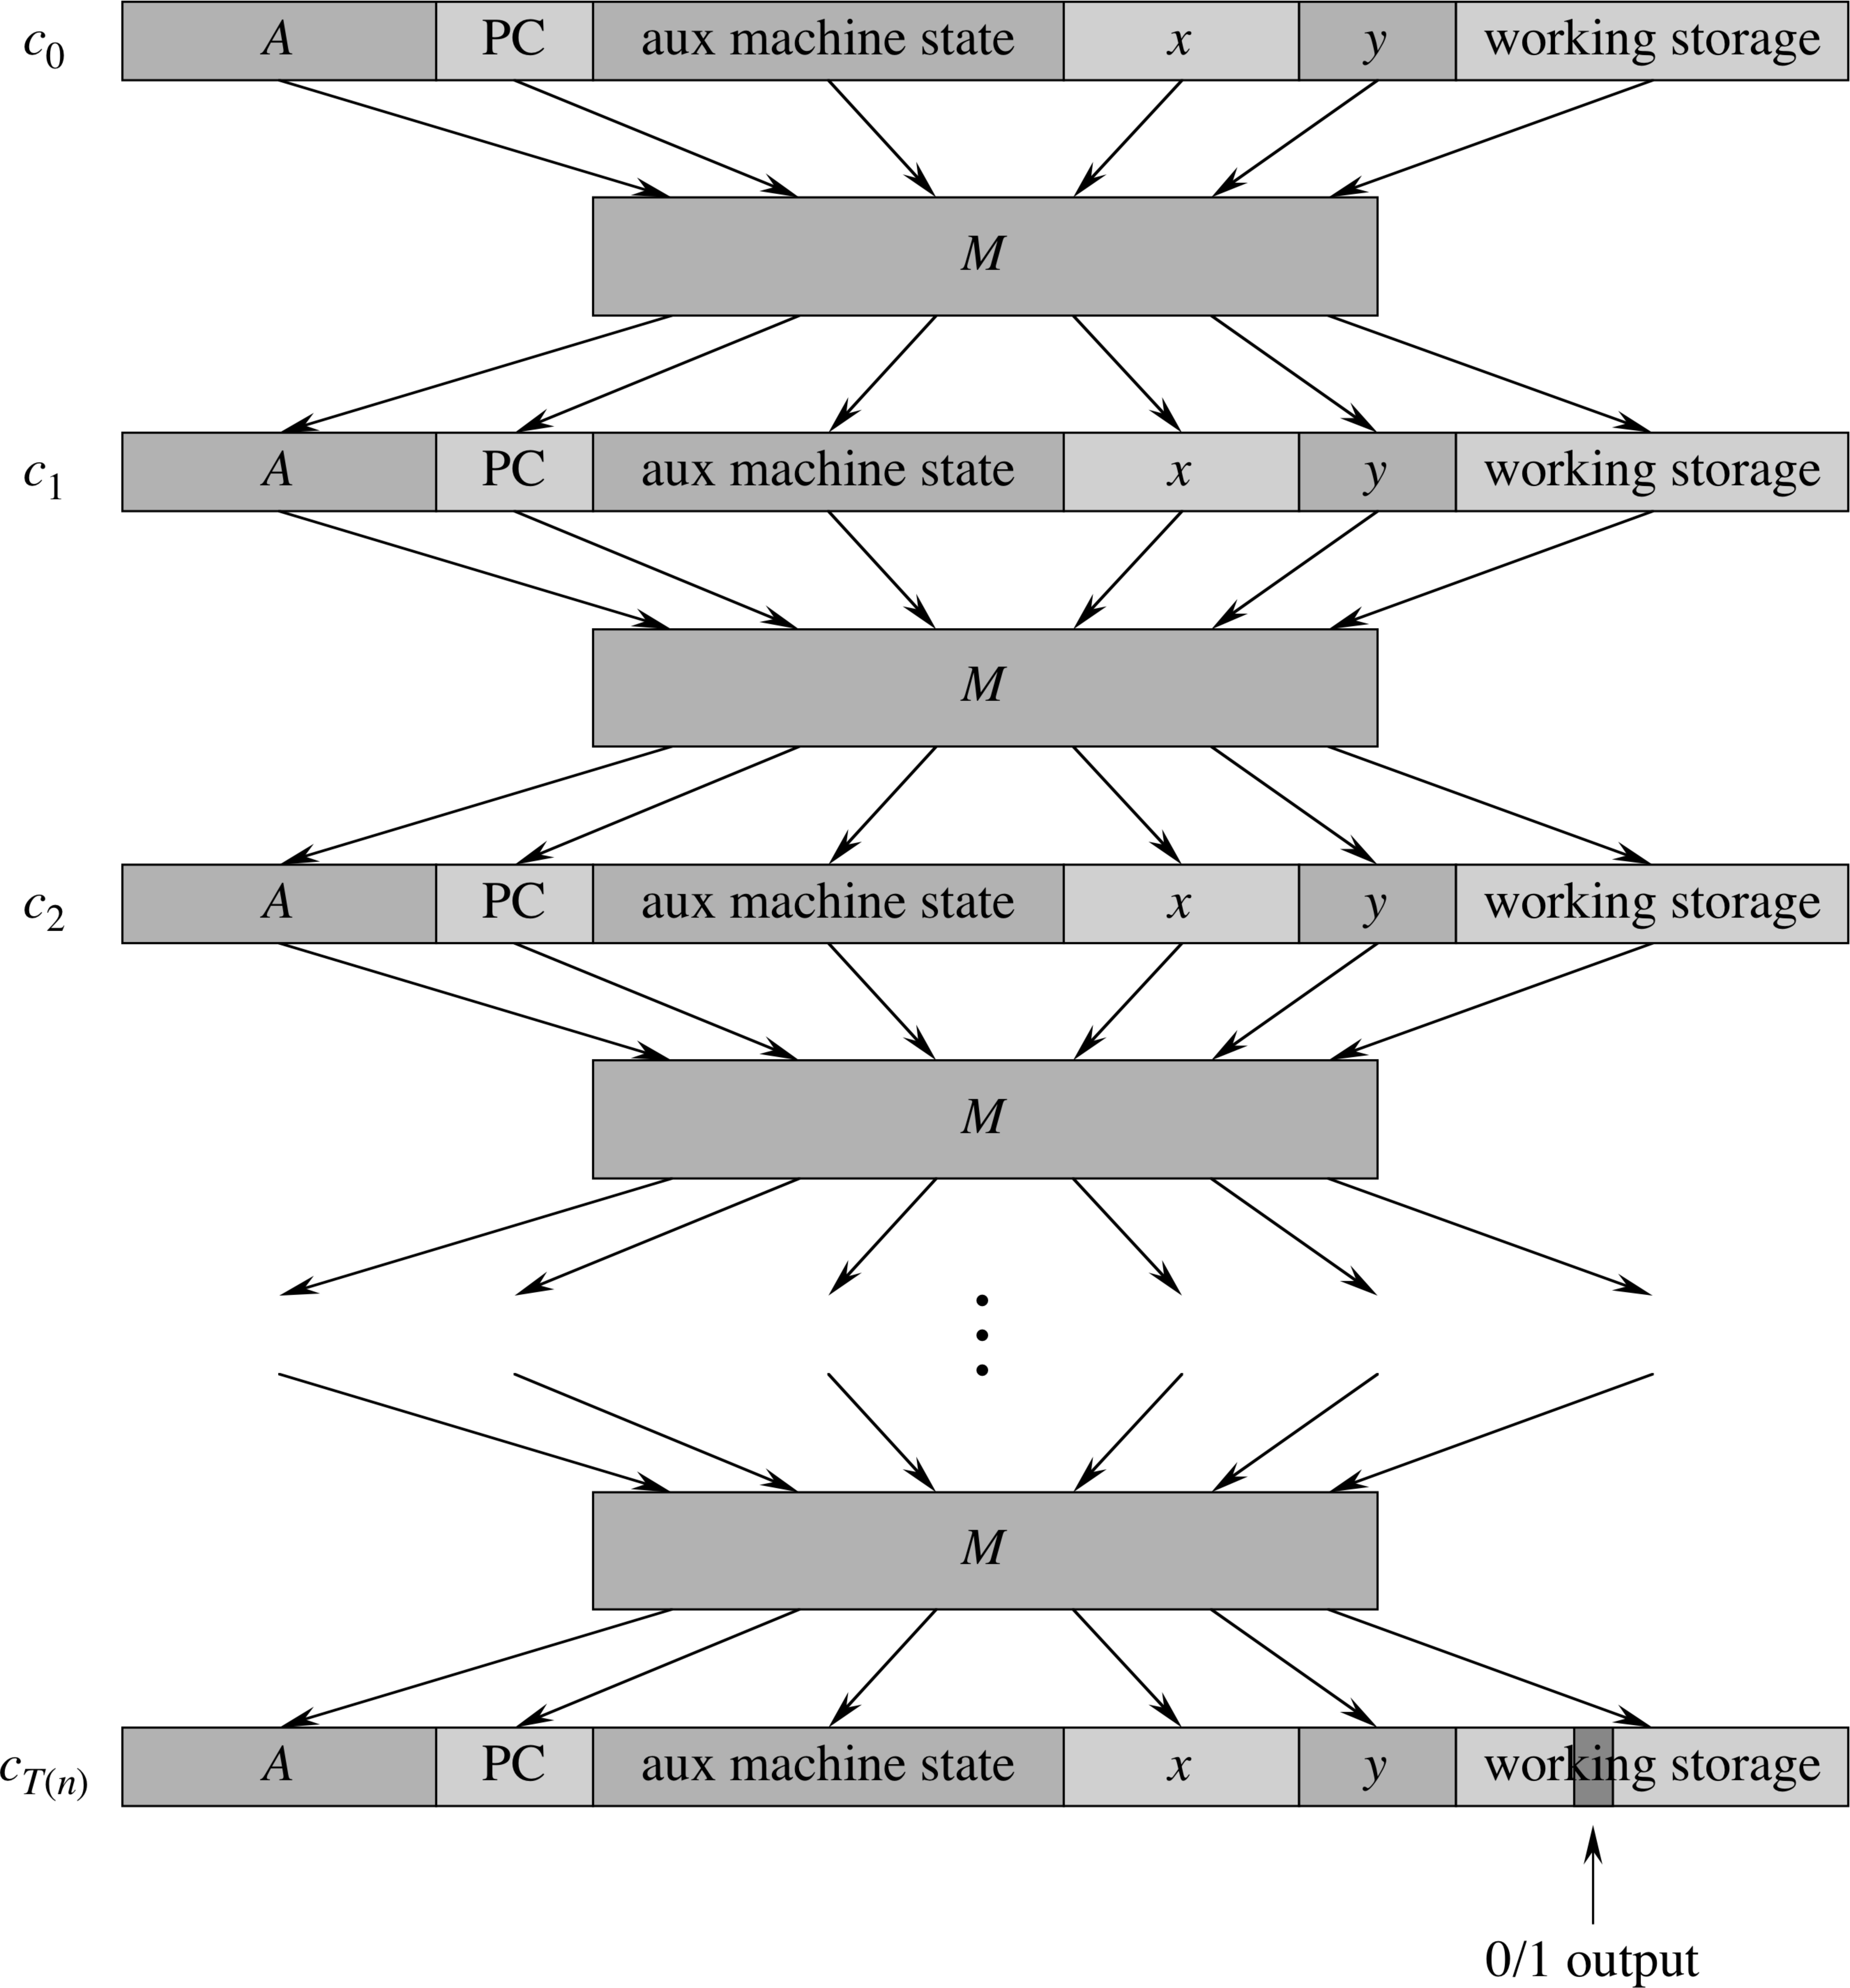 c0 A PC aux machine state x y working storage
M
c1 A PC aux machine state x y working storage
M
c2 A PC aux machine state x y working storage
M
M
cT(n) A PC aux machine state x y working storage
0/1 output